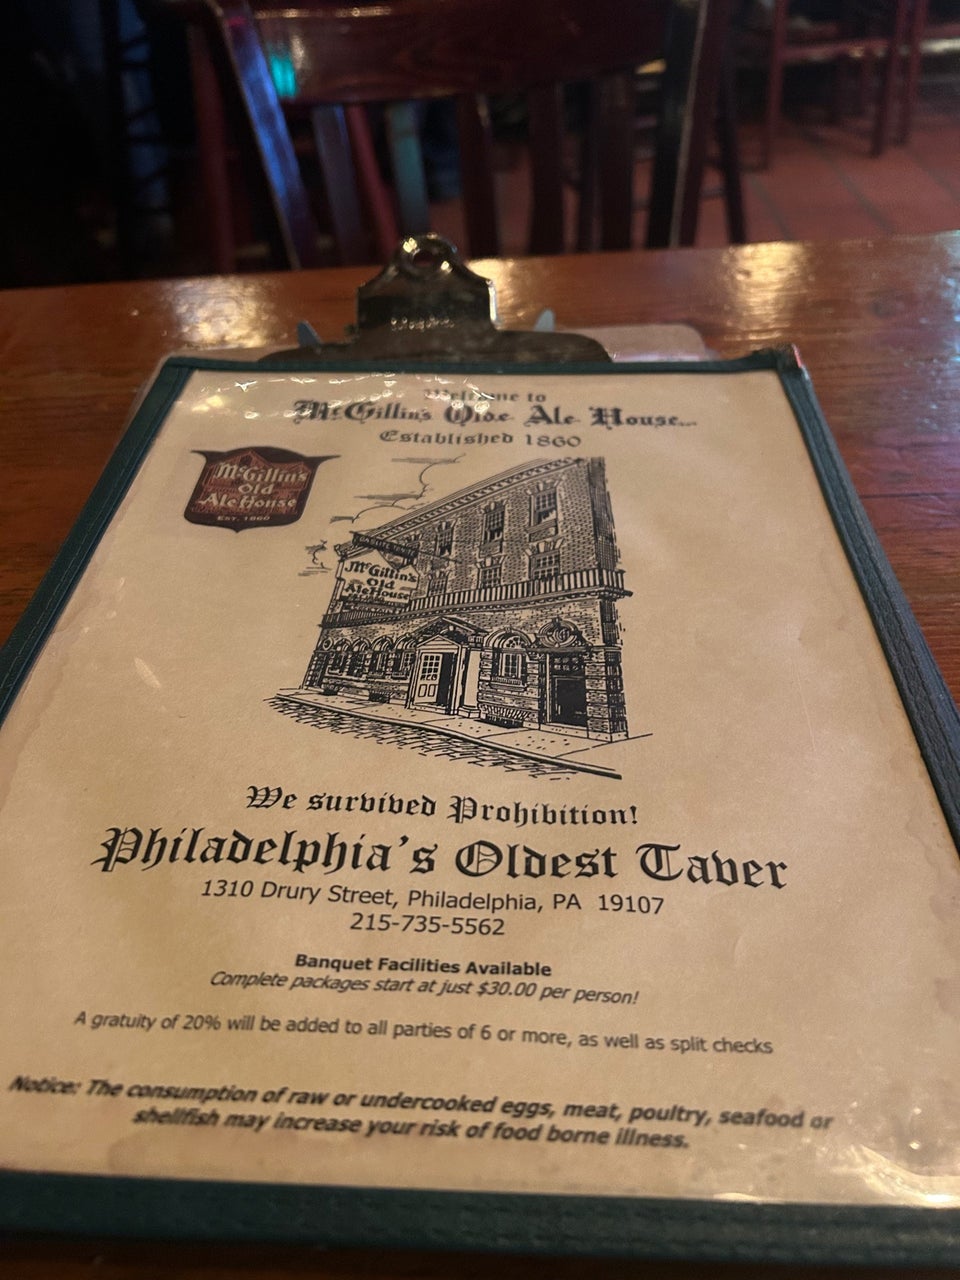 Welcome to
McGillin's Olde Ale House...
Established 1860
McGillin's
Old
Ale House
EST. 1860
McGillin's
Old
Ale House
We survived Prohibition!
Philadelphia's Oldest Taver
1310 Drury Street, Philadelphia, PA 19107
215-735-5562
Banquet Facilities Available
Complete packages start at just $30.00 per person!
A gratuity of 20% will be added to all parties of 6 or more, as well as split checks
Notice: The consumption of raw or undercooked eggs, meat, poultry, seafood or
shellfish may increase your risk of food borne illness.